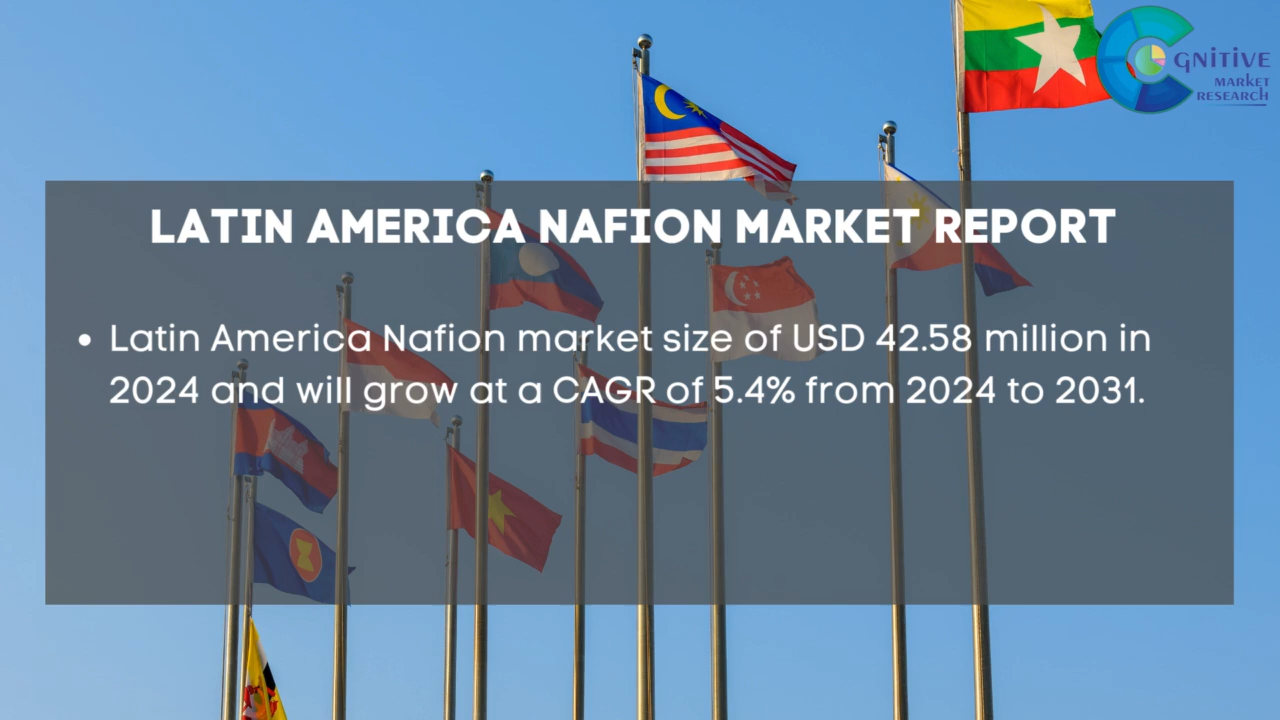 GNITIVE
MARKET
RESEARCH
LATIN AMERICA NAFION MARKET REPORT
• Latin America Nafion market size of USD 42.58 million in
2024 and will grow at a CAGR of 5.4% from 2024 to 2031.